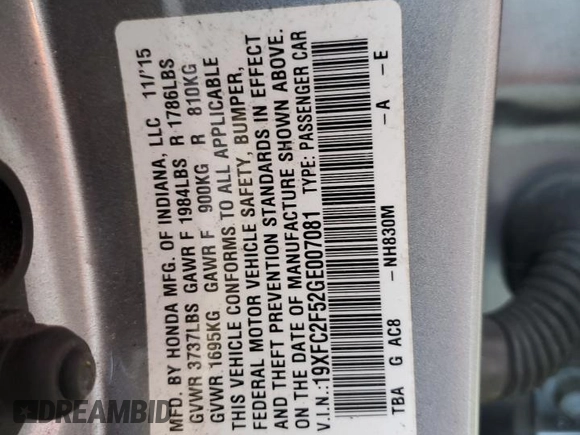 MFD. BY HONDA MFG. OF INDIANA, LLC 11/'15
GVWR 3737LBS GAWR F 1984LBS R 1786LBS
GVWR 1695KG GAWR F 900KG R 810KG
THIS VEHICLE CONFORMS TO ALL APPLICABLE
FEDERAL MOTOR VEHICLE SAFETY, BUMPER,
AND THEFT PREVENTION STANDARDS IN EFFECT
ON THE DATE OF MANUFACTURE SHOWN ABOVE.
V.I.N.:19XFC2F52GE007081 TYPE: PASSENGER CAR
TBA G AC8 -NH830M -A -E
DREAMBID